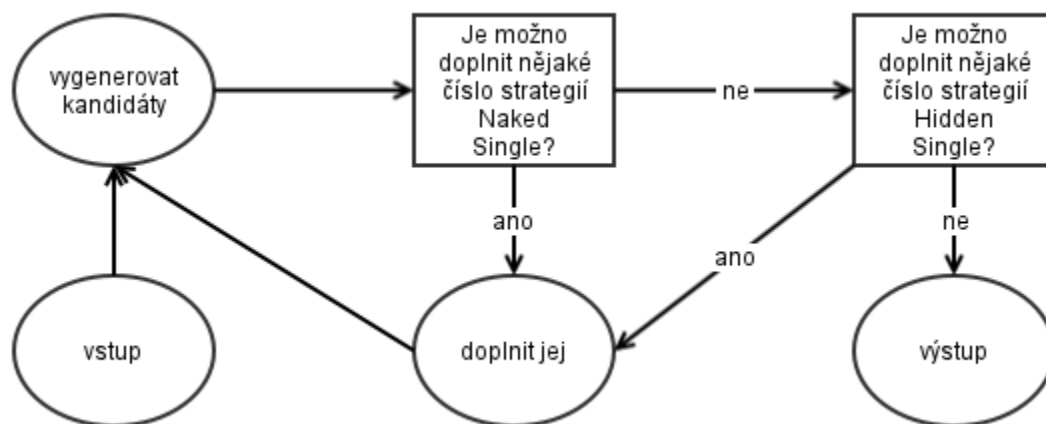 vygenerovat
kandidáty
Je možno
doplnit nějaké
číslo strategií
Naked
Single?
ne
Je možno
doplnit nějaké
číslo strategií
Hidden
Single?
ano
ano
ne
vstup
doplnit jej
výstup